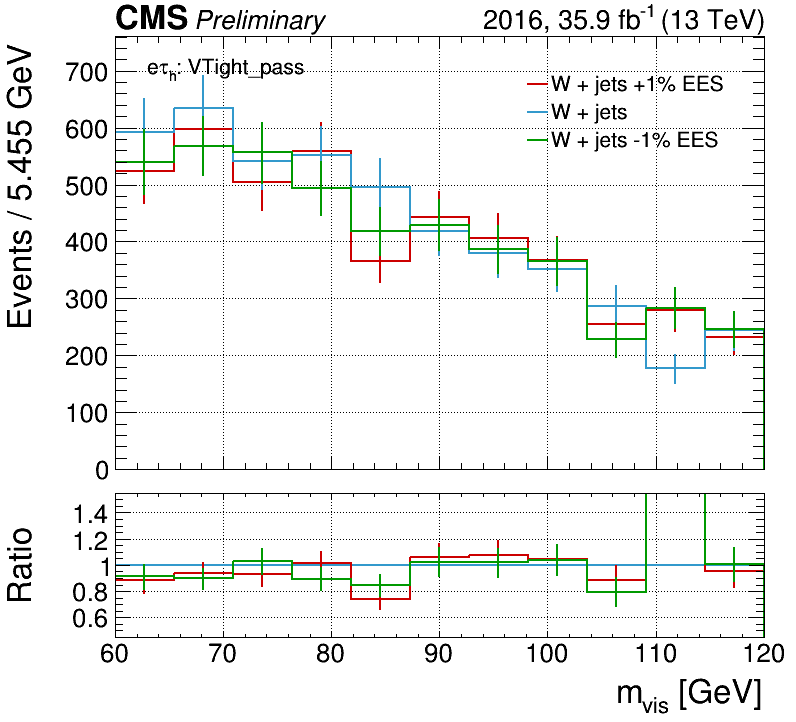 CMS Preliminary 2016, 35.9 fb⁻¹ (13 TeV)
eτₕ: VTight_pass
W + jets +1% EES
W + jets
W + jets -1% EES
Events / 5.455 GeV
700
600
500
400
300
200
100
0
Ratio
1.4
1.2
1
0.8
0.6
60 70 80 90 100 110 120
m_vis [GeV]